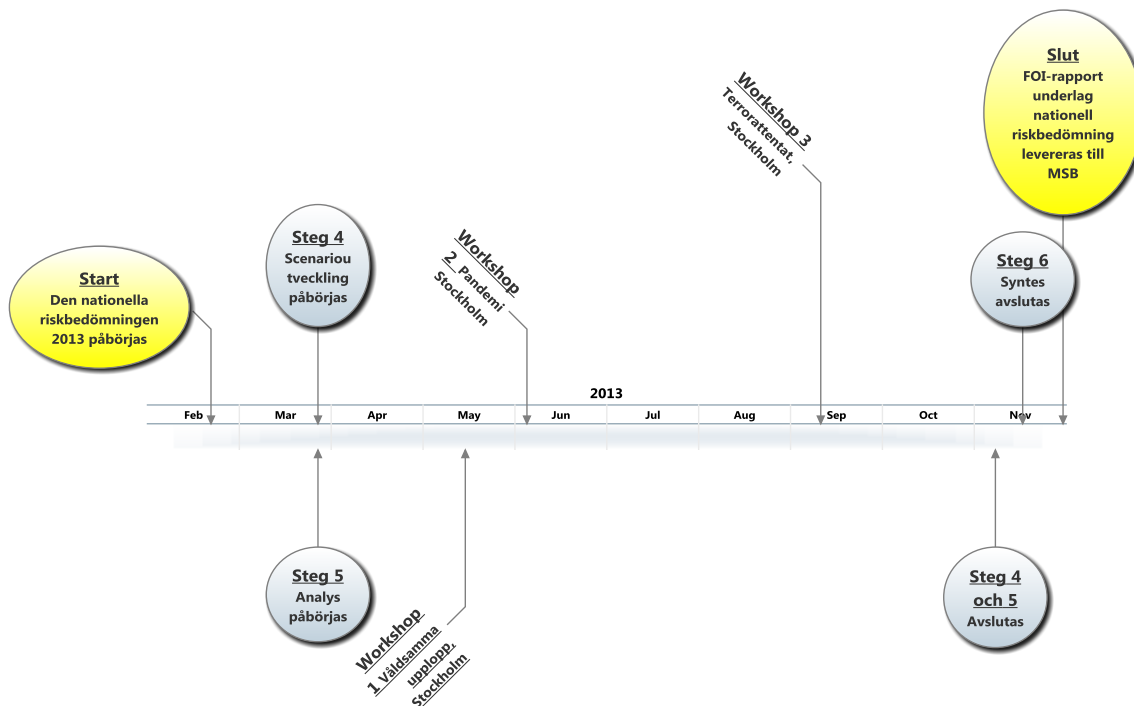 Slut
FOI-rapport
underlag
nationell
riskbedömning
levereras till
MSB
Workshop 3
Terrorattentat,
Stockholm
Steg 4
Scenariou
tveckling
påbörjas
Workshop
2 Pandemi
Stockholm
Steg 6
Syntes
avslutas
Start
Den nationella
riskbedömningen
2013 påbörjas
2013
Feb Mar Apr May Jun Jul Aug Sep Oct Nov
Steg 5
Analys
påbörjas
Workshop
1 Våldsamma
upplopp,
Stockholm
Steg 4
och 5
Avslutas